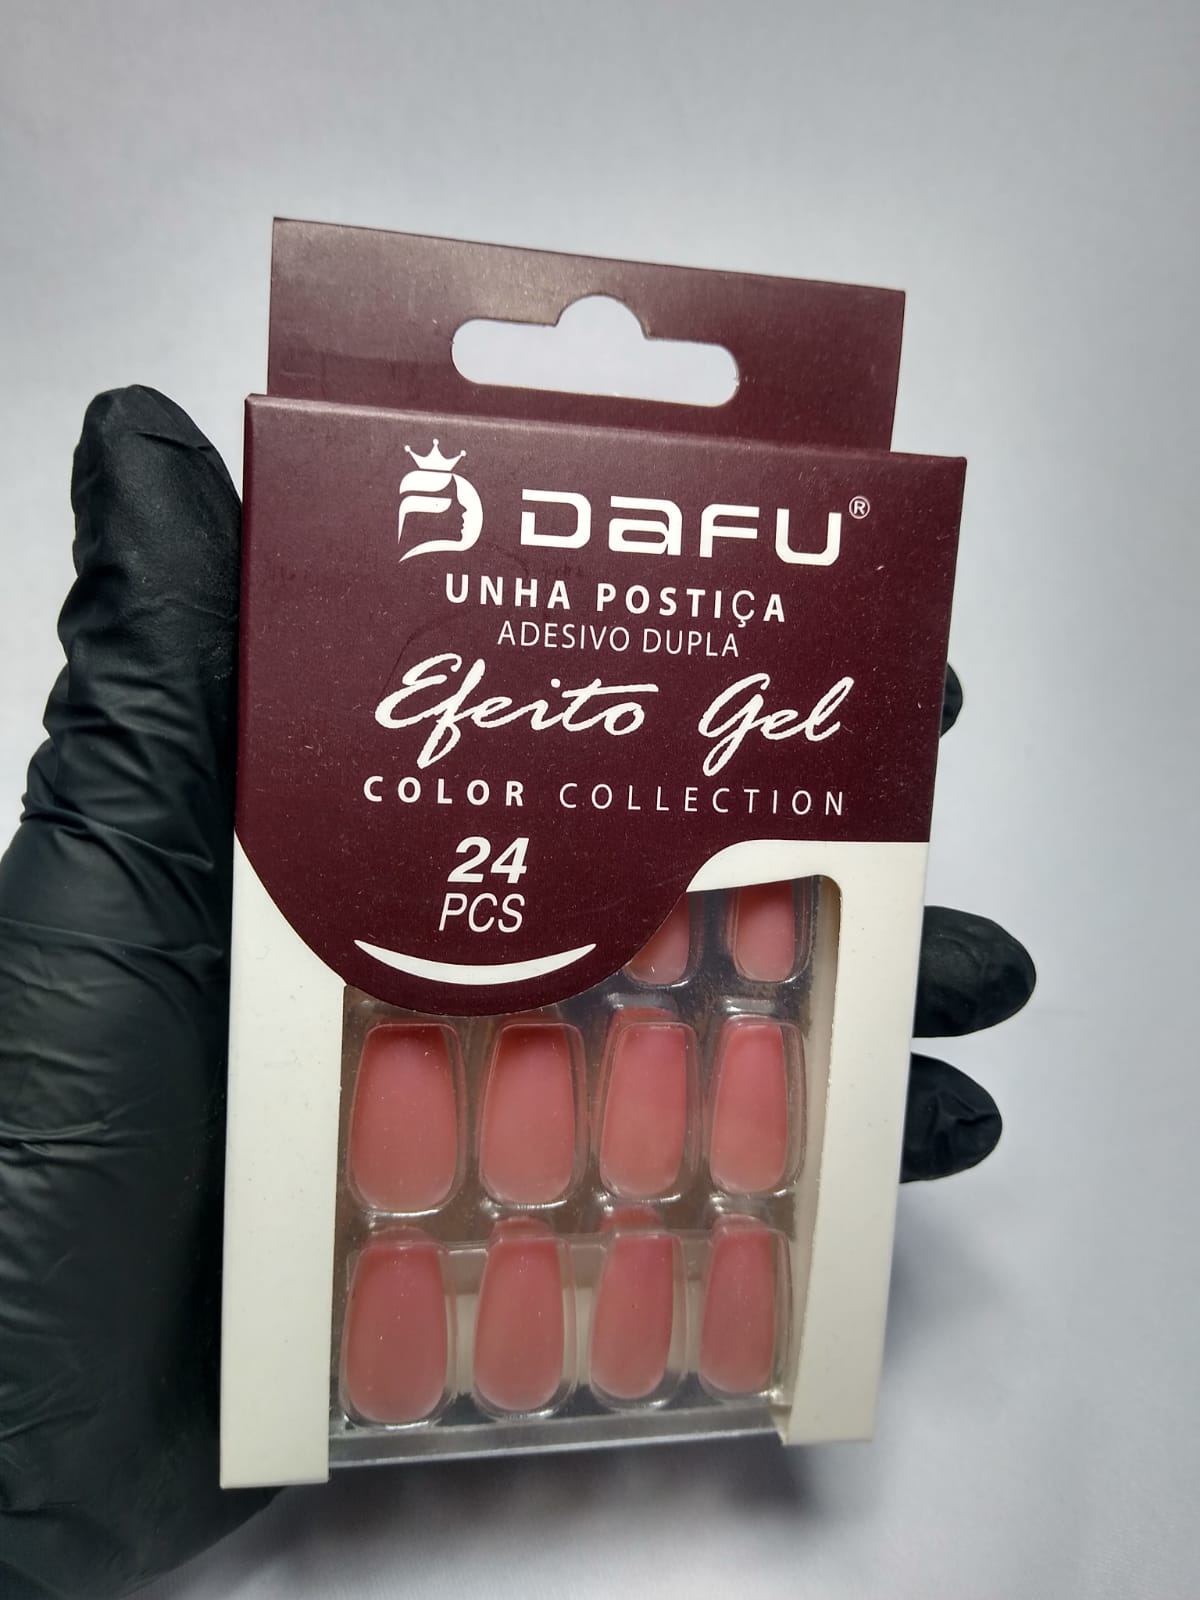 DAFU®
UNHA POSTIÇA
ADESIVO DUPLA
Efeito Gel
COLOR COLLECTION
24
PCS